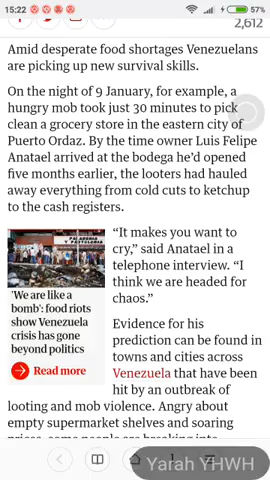 15:22
57%
2,612
Amid desperate food shortages Venezuelans
are picking up new survival skills.
On the night of 9 January, for example, a
hungry mob took just 30 minutes to pick
clean a grocery store in the eastern city of
Puerto Ordaz. By the time owner Luis Felipe
Anatael arrived at the bodega he’d opened
five months earlier, the looters had hauled
away everything from cold cuts to ketchup
to the cash registers.
'We are like a
bomb': food riots
show Venezuela
crisis has gone
beyond politics
Read more
“It makes you want to
cry,” said Anatael in a
telephone interview. “I
think we are headed for
chaos.”
Evidence for his
prediction can be found in
towns and cities across
Venezuela that have been
hit by an outbreak of
looting and mob violence. Angry about
empty supermarket shelves and soaring
prices, some people are breaking into
Yarah YHWH